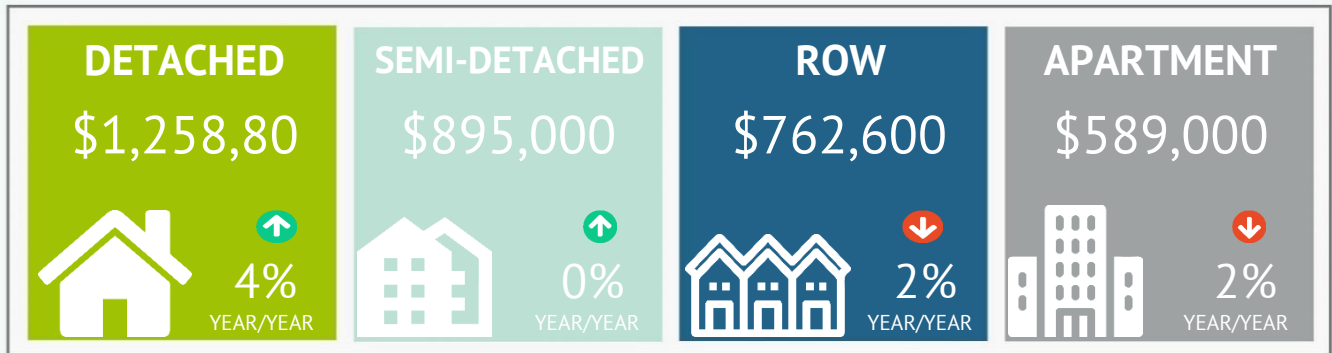 DETACHED
$1,258,80
4%
YEAR/YEAR
SEMI-DETACHED
$895,000
0%
YEAR/YEAR
ROW
$762,600
2%
YEAR/YEAR
APARTMENT
$589,000
2%
YEAR/YEAR